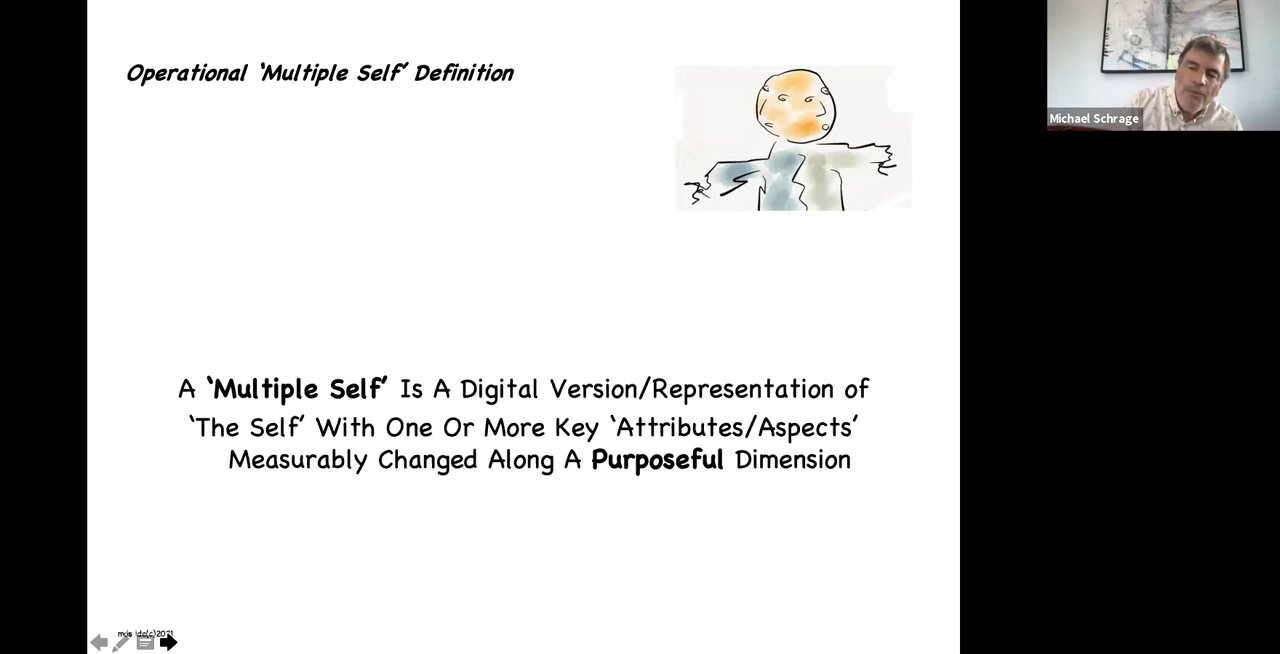 Operational ‘Multiple Self’ Definition
Michael Schrage
A ‘Multiple Self’ Is A Digital Version/Representation of
‘The Self’ With One Or More Key ‘Attributes/Aspects’
Measurably Changed Along A Purposeful Dimension